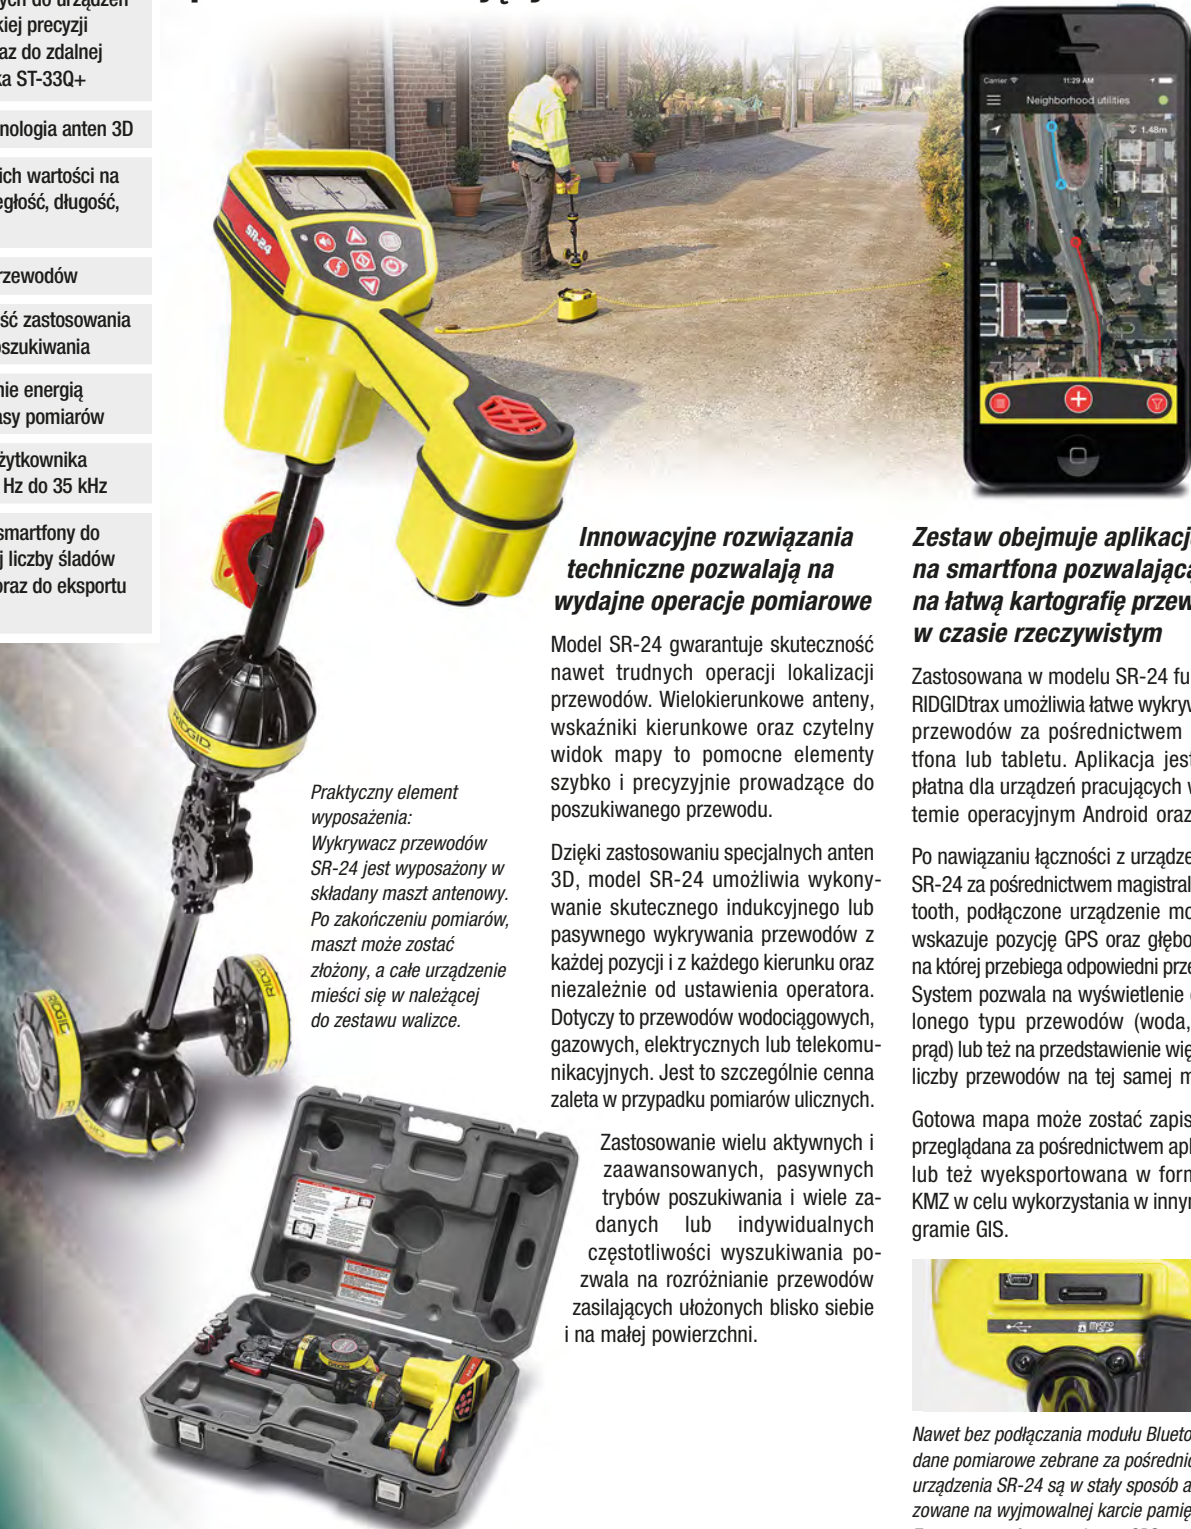 ych do urządzeń
kiej precyzji
az do zdalnej
ka ST-33Q+
nologia anten 3D
ich wartości na
egłość, długość,
rzewodów
ść zastosowania
oszukiwania
nie energią
asy pomiarów
żytkownika
Hz do 35 kHz
smartfony do
j liczby śladów
oraz do eksportu
SR-24
Carrier
11:29 AM
Neighborhood utilities
1.48m
Innowacyjne rozwiązania
techniczne pozwalają na
wydajne operacje pomiarowe
Model SR-24 gwarantuje skuteczność
nawet trudnych operacji lokalizacji
przewodów. Wielokierunkowe anteny,
wskaźniki kierunkowe oraz czytelny
widok mapy to pomocne elementy
szybko i precyzyjnie prowadzące do
poszukiwanego przewodu.
Dzięki zastosowaniu specjalnych anten
3D, model SR-24 umożliwia wykony-
wanie skutecznego indukcyjnego lub
pasywnego wykrywania przewodów z
każdej pozycji i z każdego kierunku oraz
niezależnie od ustawienia operatora.
Dotyczy to przewodów wodociągowych,
gazowych, elektrycznych lub telekomu-
nikacyjnych. Jest to szczególnie cenna
zaleta w przypadku pomiarów ulicznych.
Zastosowanie wielu aktywnych i
zaawansowanych, pasywnych
trybów poszukiwania i wiele za-
danych lub indywidualnych
częstotliwości wyszukiwania po-
zwala na rozróżnianie przewodów
zasilających ułożonych blisko siebie
i na małej powierzchni.
Zestaw obejmuje aplikację
na smartfona pozwalającą
na łatwą kartografię przew
w czasie rzeczywistym
Zastosowana w modelu SR-24 fu
RIDGIDtrax umożliwia łatwe wykryw
przewodów za pośrednictwem
tfona lub tabletu. Aplikacja jest
płatna dla urządzeń pracujących w
temie operacyjnym Android oraz
Po nawiązaniu łączności z urządze
SR-24 za pośrednictwem magistral
tooth, podłączone urządzenie mo
wskazuje pozycję GPS oraz głębo
na której przebiega odpowiedni prze
System pozwala na wyświetlenie
lonego typu przewodów (woda,
prąd) lub też na przedstawienie wię
liczby przewodów na tej samej m
Gotowa mapa może zostać zapis
przeglądana za pośrednictwem apl
lub też wyeksportowana w form
KMZ w celu wykorzystania w innym
gramie GIS.
micro
Nawet bez podłączania modułu Blueto
dane pomiarowe zebrane za pośrednic
urządzenia SR-24 są w stały sposób a
zowane na wyjmowalnej karcie pamię
RIDGID
RIDGID
RIDGID
Praktyczny element
wyposażenia:
Wykrywacz przewodów
SR-24 jest wyposażony w
składany maszt antenowy.
Po zakończeniu pomiarów,
maszt może zostać
złożony, a całe urządzenie
mieści się w należącej
do zestawu walizce.